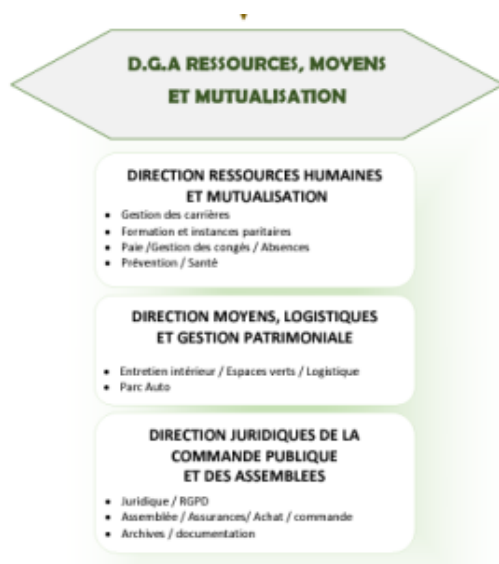 D.G.A RESSOURCES, MOYENS
ET MUTUALISATION
DIRECTION RESSOURCES HUMAINES
ET MUTUALISATION
• Gestion des carrières
• Formation et instances paritaires
• Paie /Gestion des congés / Absences
• Prévention / Santé
DIRECTION MOYENS, LOGISTIQUES
ET GESTION PATRIMONIALE
• Entretien intérieur / Espaces verts / Logistique
• Parc Auto
DIRECTION JURIDIQUES DE LA
COMMANDE PUBLIQUE
ET DES ASSEMBLEES
• Juridique / RGPD
• Assemblée / Assurances/ Achat / commande
• Archives / documentation